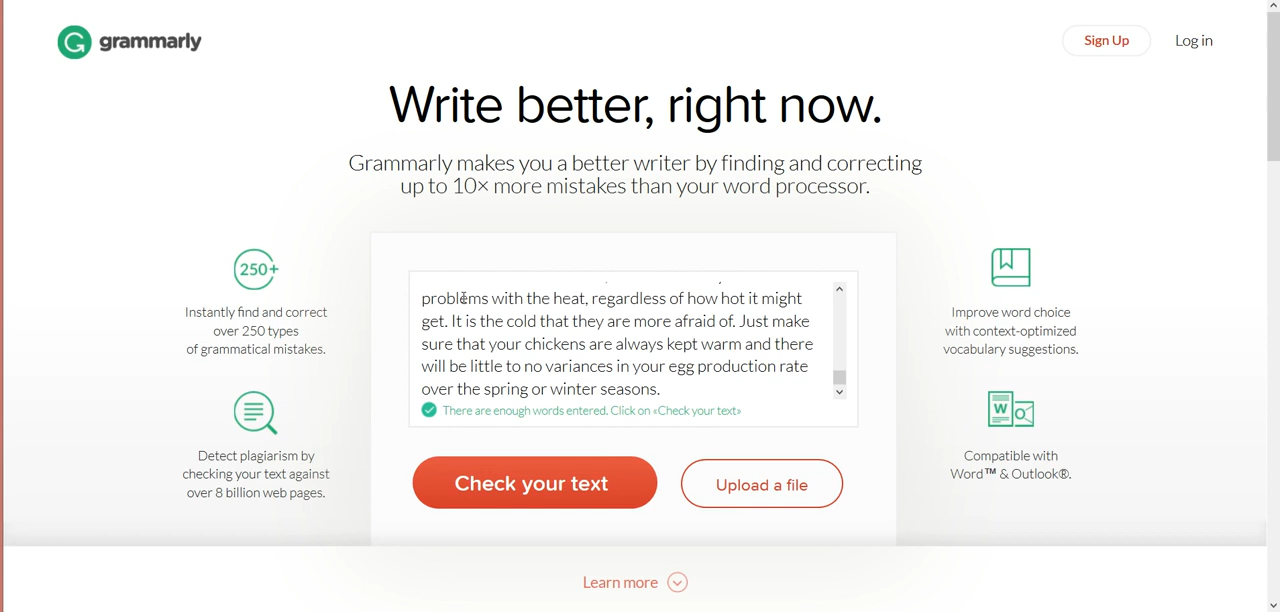 grammarly
Sign Up
Log in
Write better, right now.
Grammarly makes you a better writer by finding and correcting
up to 10× more mistakes than your word processor.
250+
Instantly find and correct
over 250 types
of grammatical mistakes.
Detect plagiarism by
checking your text against
over 8 billion web pages.
problems with the heat, regardless of how hot it might
get. It is the cold that they are more afraid of. Just make
sure that your chickens are always kept warm and there
will be little to no variances in your egg production rate
over the spring or winter seasons.
There are enough words entered. Click on «Check your text»
Check your text
Upload a file
Improve word choice
with context-optimized
vocabulary suggestions.
W
O
Compatible with
Word™ & Outlook®.
Learn more